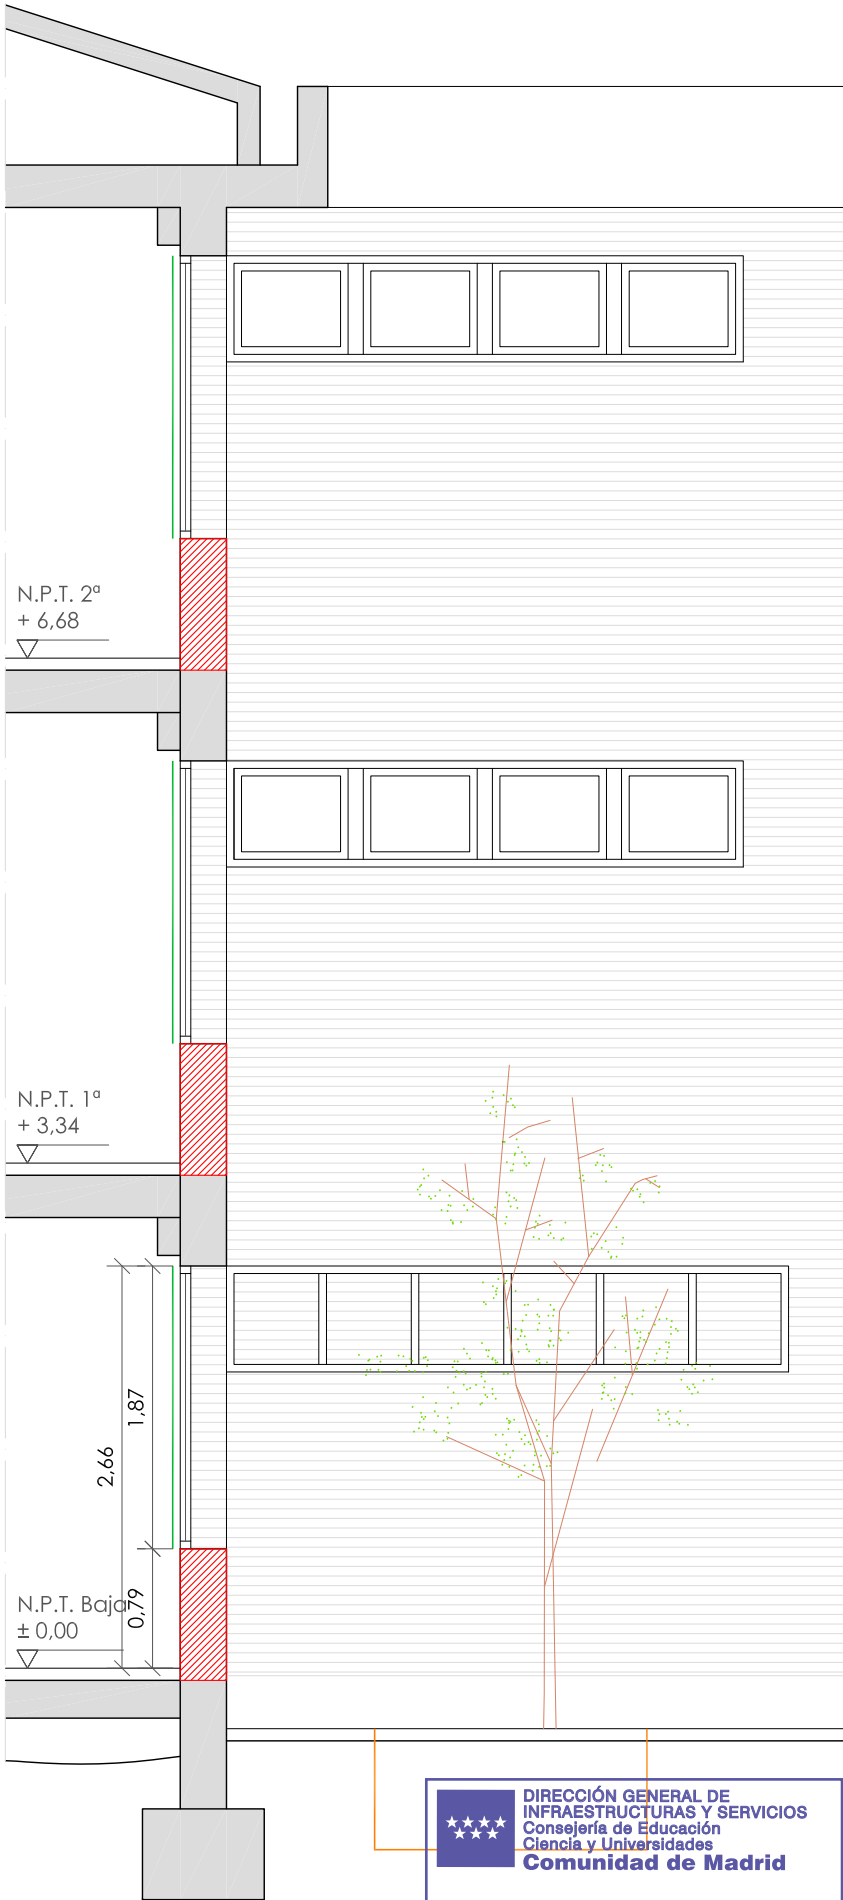 N.P.T. 2ª
+ 6,68
N.P.T. 1ª
+ 3,34
1,87
2,66
0,79
N.P.T. Baja
± 0,00
DIRECCIÓN GENERAL DE
INFRAESTRUCTURAS Y SERVICIOS
Consejería de Educación
Ciencia y Universidades
Comunidad de Madrid